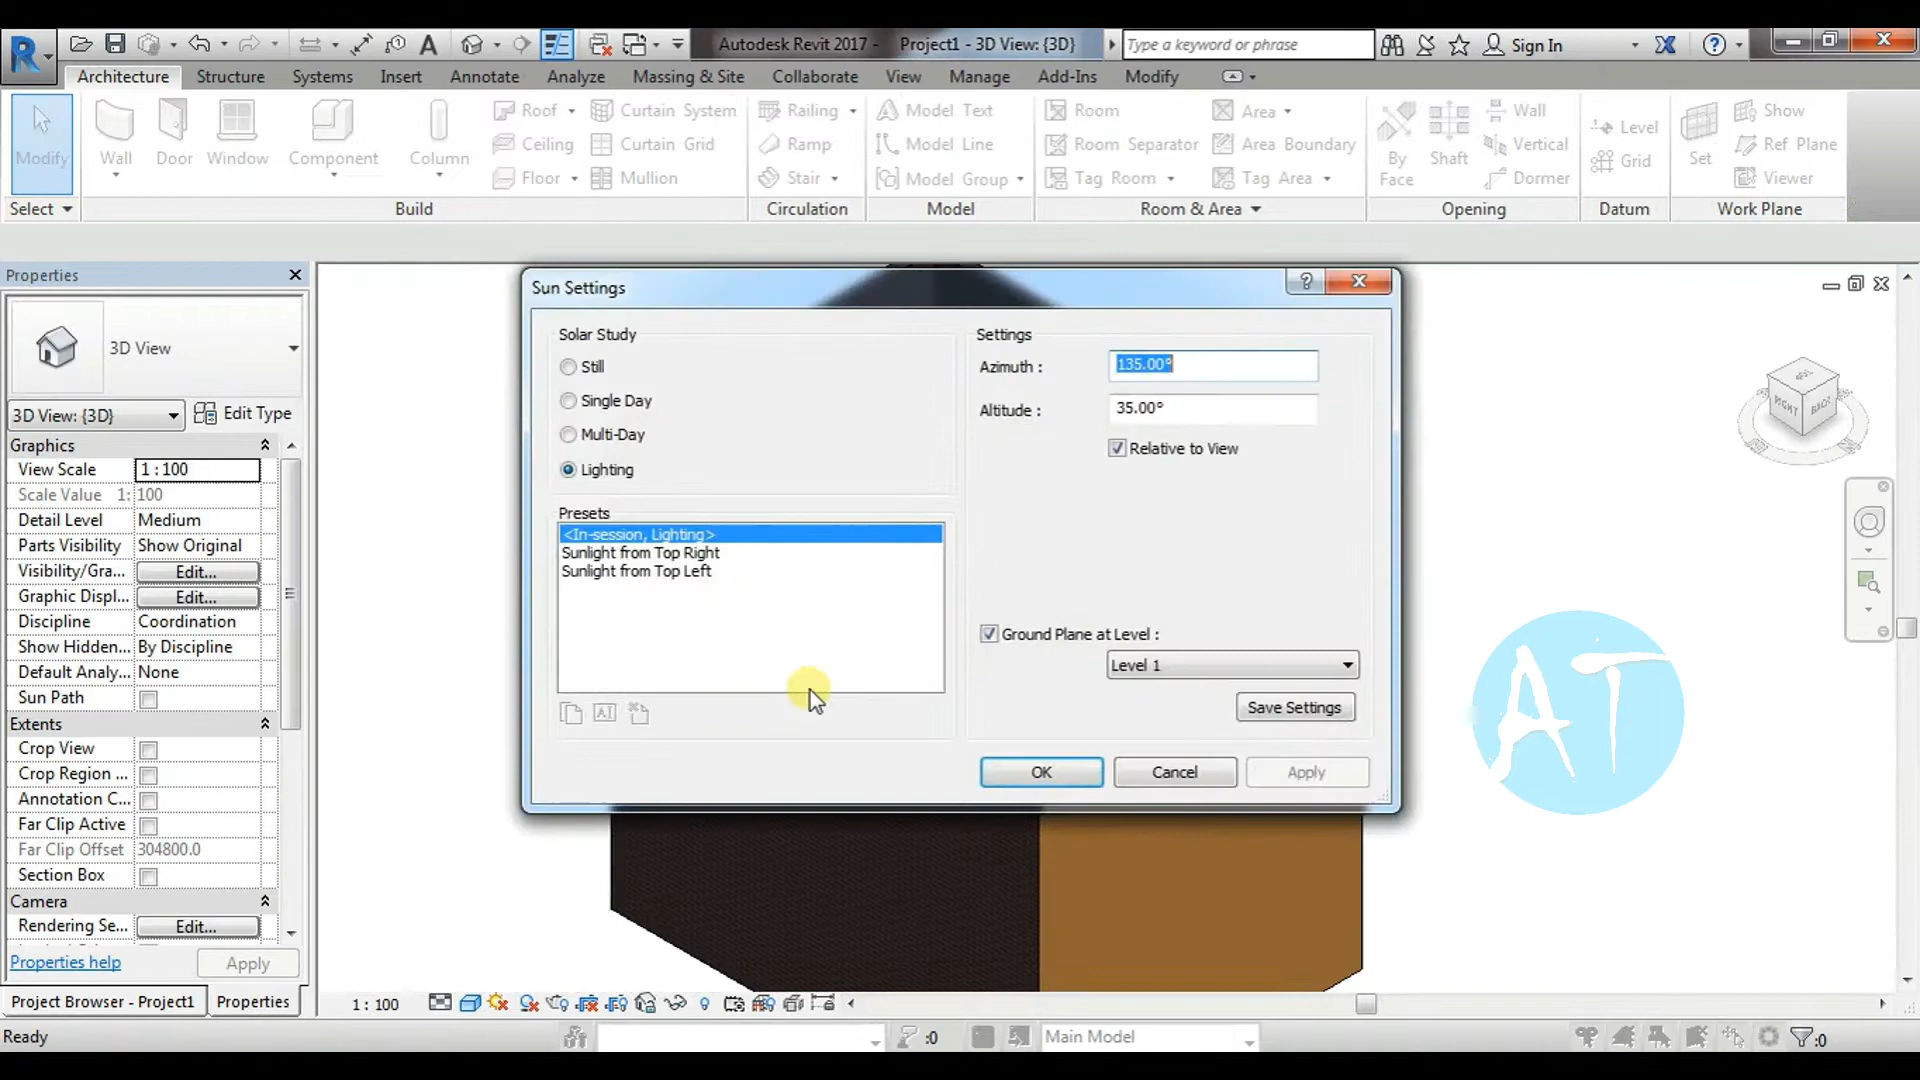 Autodesk Revit 2017 - Project1 - 3D View: {3D}
Type a keyword or phrase
Sign In
Architecture Structure Systems Insert Annotate Analyze Massing & Site Collaborate View Manage Add-Ins Modify
Modify
Wall
Door
Window
Component
Column
Roof
Ceiling
Floor
Curtain System
Curtain Grid
Mullion
Railing
Ramp
Stair
Model Text
Model Line
Model Group
Room
Room Separator
Tag Room
Area
Area Boundary
Tag Area
By Face
Shaft
Wall
Vertical
Dormer
Level
Grid
Set
Show
Ref Plane
Viewer
Select
Build
Circulation
Model
Room & Area
Opening
Datum
Work Plane
Properties
3D View
3D View: {3D}
Edit Type
Graphics
View Scale 1 : 100
Scale Value 1: 100
Detail Level Medium
Parts Visibility Show Original
Visibility/Gra... Edit...
Graphic Displ... Edit...
Discipline Coordination
Show Hidden... By Discipline
Default Analy... None
Sun Path
Extents
Crop View
Crop Region ...
Annotation C...
Far Clip Active
Far Clip Offset 304800.0
Section Box
Camera
Rendering Se... Edit...
Properties help
Apply
Project Browser - Project1
Properties
Sun Settings
Solar Study
Still
Single Day
Multi-Day
Lighting
Presets
<In-session, Lighting>
Sunlight from Top Right
Sunlight from Top Left
Settings
Azimuth : 135.00°
Altitude : 35.00°
Relative to View
Ground Plane at Level :
Level 1
Save Settings
OK
Cancel
Apply
RIGHT
BACK
AT
1 : 100
Ready
:0
Main Model
:0